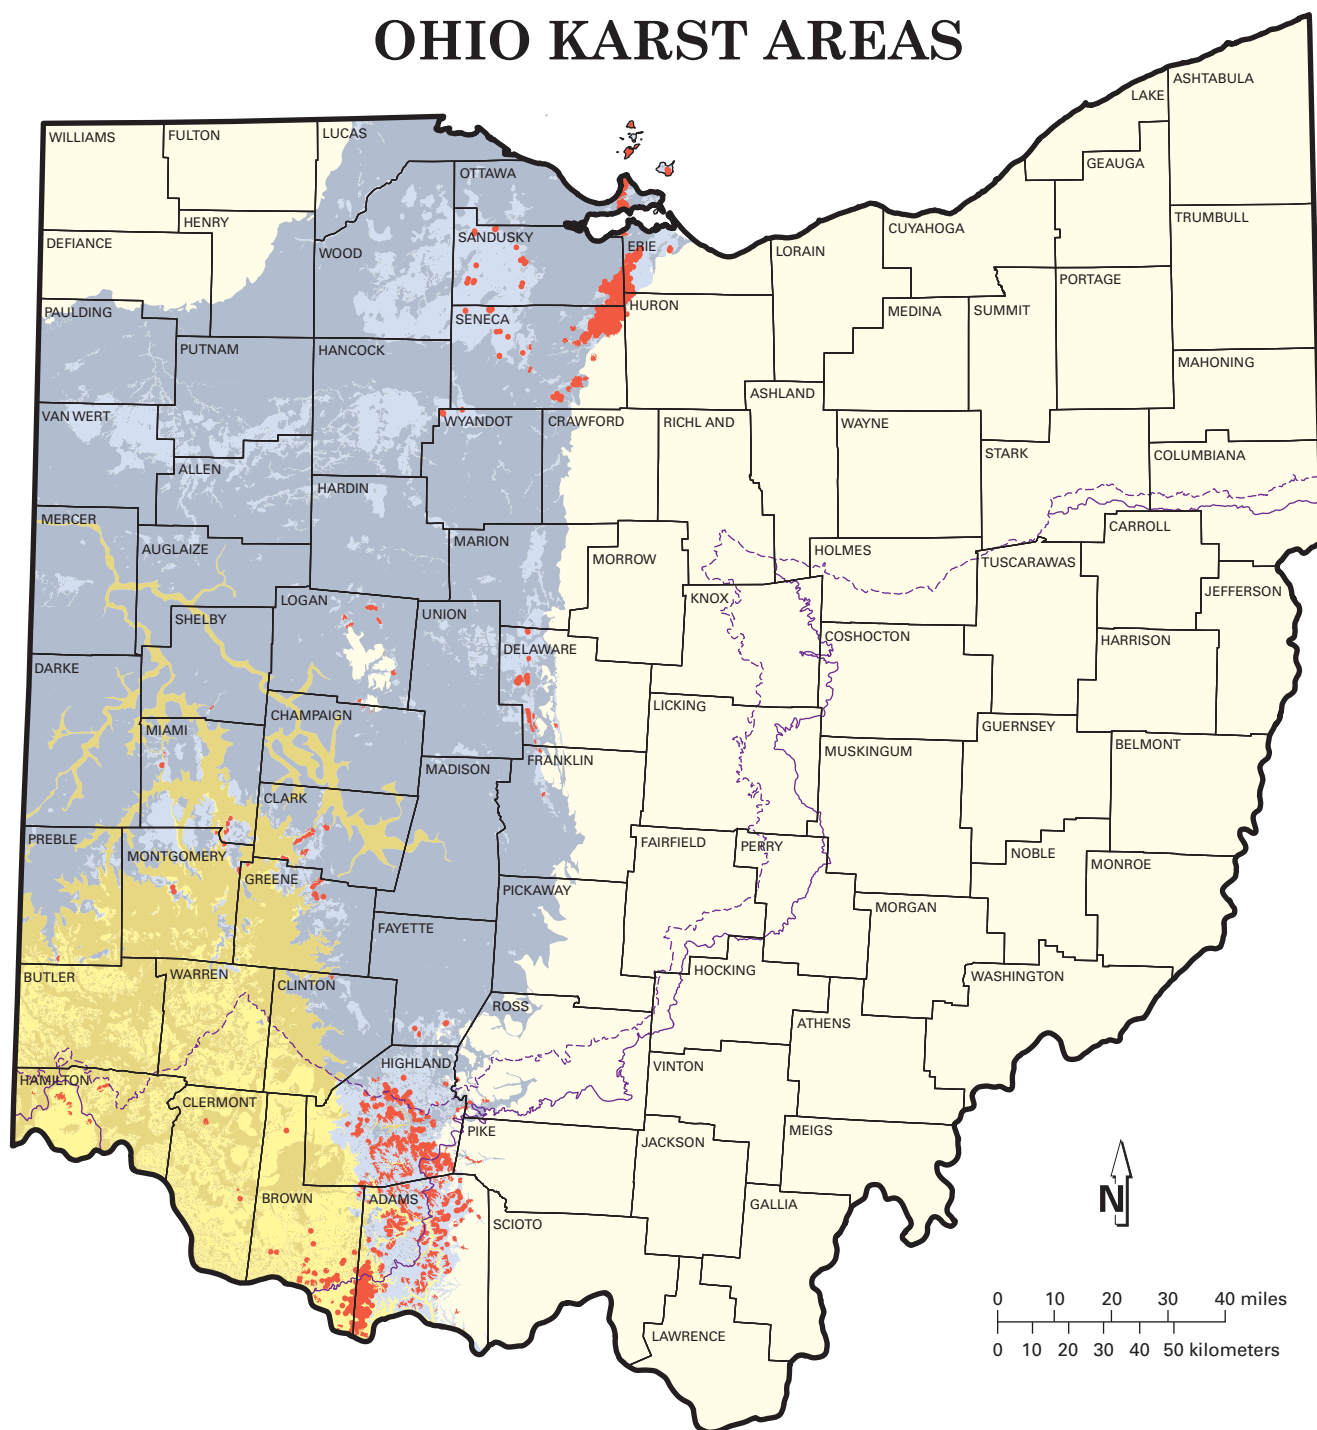 OHIO KARST AREAS
ASHTABULA
LAKE
WILLIAMS
FULTON
LUCAS
GEAUGA
OTTAWA
TRUMBULL
HENRY
CUYAHOGA
DEFIANCE
SANDUSKY
ERIE
LORAIN
WOOD
PORTAGE
HURON
PAULDING
MEDINA
SUMMIT
SENECA
PUTNAM
HANCOCK
MAHONING
ASHLAND
VAN WERT
WYANDOT
CRAWFORD
RICHLAND
WAYNE
STARK
COLUMBIANA
ALLEN
HARDIN
MERCER
CARROLL
MARION
AUGLAIZE
HOLMES
MORROW
TUSCARAWAS
JEFFERSON
LOGAN
KNOX
UNION
SHELBY
COSHOCTON
HARRISON
DELAWARE
DARKE
LICKING
CHAMPAIGN
GUERNSEY
MIAMI
BELMONT
MUSKINGUM
FRANKLIN
MADISON
CLARK
PREBLE
FAIRFIELD
PERRY
NOBLE
MONTGOMERY
MONROE
GREENE
PICKAWAY
MORGAN
FAYETTE
HOCKING
WARREN
BUTLER
WASHINGTON
CLINTON
ROSS
ATHENS
HIGHLAND
VINTON
HAMILTON
CLERMONT
PIKE
MEIGS
JACKSON
BROWN
ADAMS
GALLIA
N
SCIOTO
0 10 20 30 40 miles
LAWRENCE
0 10 20 30 40 50 kilometers